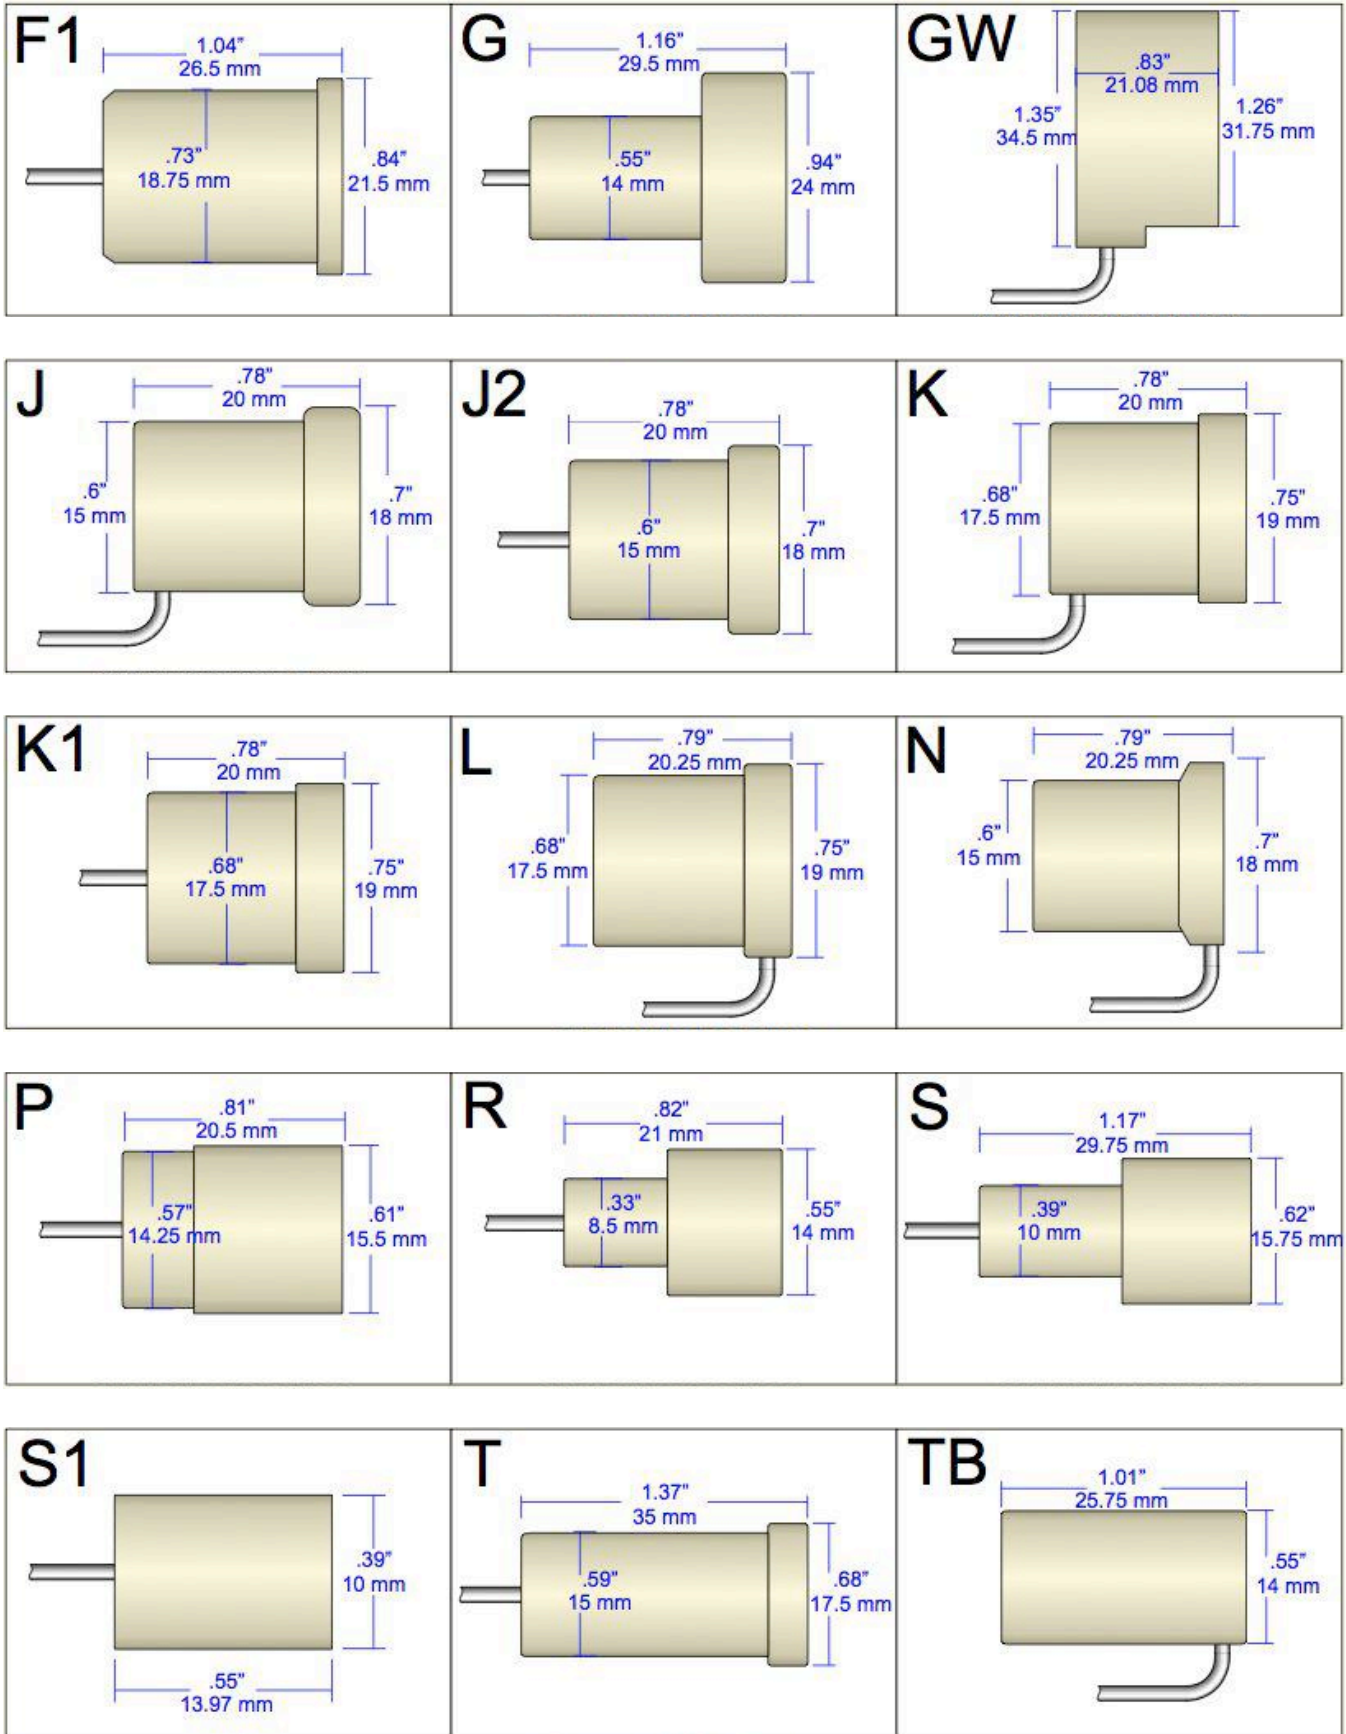 F1
1.04"
26.5 mm
.73"
18.75 mm
.84"
21.5 mm
G
1.16"
29.5 mm
.55"
14 mm
.94"
24 mm
GW
.83"
21.08 mm
1.35"
34.5 mm
1.26"
31.75 mm
J
.78"
20 mm
.6"
15 mm
.7"
18 mm
J2
.78"
20 mm
.6"
15 mm
.7"
18 mm
K
.78"
20 mm
.68"
17.5 mm
.75"
19 mm
K1
.78"
20 mm
.68"
17.5 mm
.75"
19 mm
L
.79"
20.25 mm
.68"
17.5 mm
.75"
19 mm
N
.79"
20.25 mm
.6"
15 mm
.7"
18 mm
P
.81"
20.5 mm
.57"
14.25 mm
.61"
15.5 mm
R
.82"
21 mm
.33"
8.5 mm
.55"
14 mm
S
1.17"
29.75 mm
.39"
10 mm
.62"
15.75 mm
S1
.39"
10 mm
.55"
13.97 mm
T
1.37"
35 mm
.59"
15 mm
.68"
17.5 mm
TB
1.01"
25.75 mm
.55"
14 mm